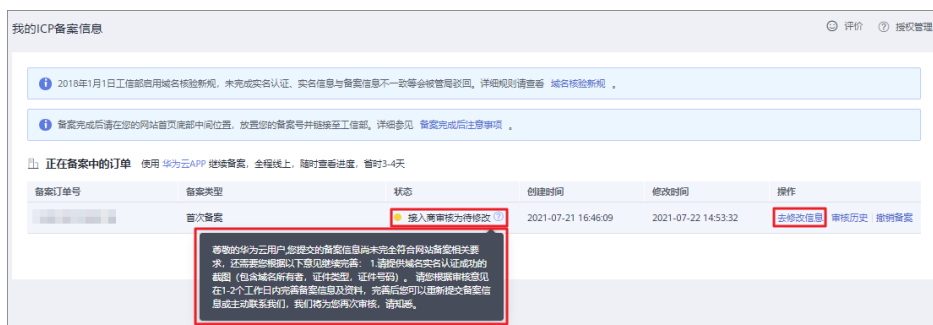 我的ICP备案信息
评价
授权管理
2018年1月1日工信部启用域名核验新规，未完成实名认证、实名信息与备案信息不一致等会被管局驳回。详细规则请查看 域名核验新规 。
备案完成后请在您的网站首页底部中间位置，放置您的备案号并链接至工信部。详细参见 备案完成后注意事项 。
正在备案中的订单 使用 华为云APP 继续备案，全程线上，随时查看进度，暂时3-4天
备案订单号 备案类型 状态 创建时间 修改时间 操作
首次备案 接入商审核为待修改 2021-07-21 16:46:09 2021-07-22 14:53:32 去修改信息 审核历史 撤销备案
尊敬的华为云用户,您提交的备案信息尚未完全符合网站备案相关要
求，还需要您根据以下意见继续完善： 1.请提供域名实名认证成功的
截图（包含域名所有者，证件类型，证件号码）。 请您根据审核意见
在1-2个工作日内完善备案信息及资料，完善后您可以重新提交备案信
息或主动联系我们，我们将为您再次审核，请知悉。